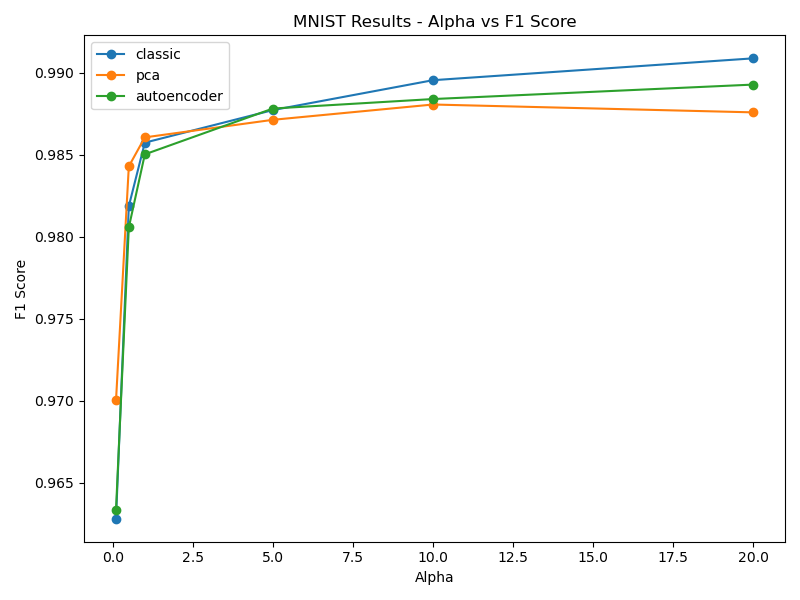 MNIST Results - Alpha vs F1 Score
classic
pca
autoencoder
0.990
0.985
0.980
0.975
0.970
0.965
F1 Score
0.0 2.5 5.0 7.5 10.0 12.5 15.0 17.5 20.0
Alpha